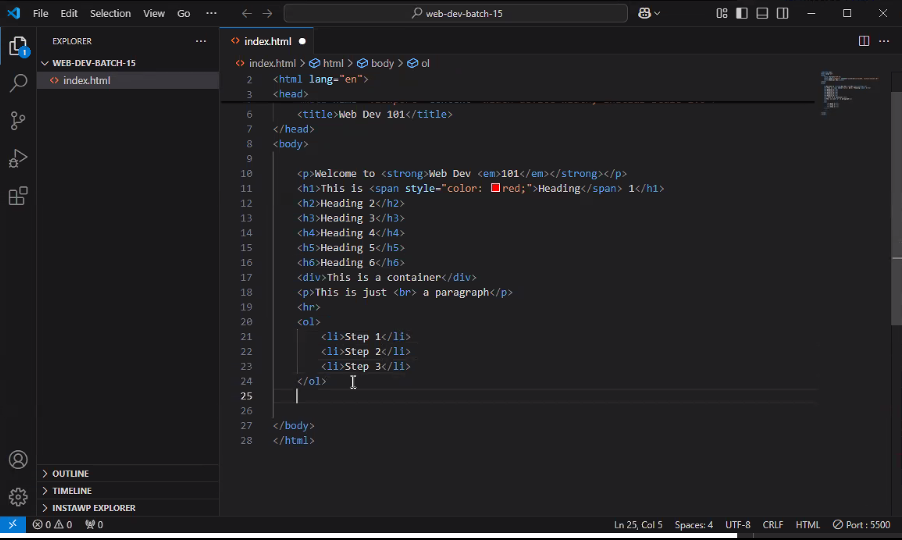 File Edit Selection View Go ··· web-dev-batch-15
EXPLORER ···
WEB-DEV-BATCH-15
index.html
1
index.html
index.html > html > body > ol
2 <html lang="en">
3 <head>
6 <title>Web Dev 101</title>
7 </head>
8 <body>
9
10 <p>Welcome to <strong>Web Dev <em>101</em></strong></p>
11 <h1>This is <span style="color: red;">Heading</span> 1</h1>
12 <h2>Heading 2</h2>
13 <h3>Heading 3</h3>
14 <h4>Heading 4</h4>
15 <h5>Heading 5</h5>
16 <h6>Heading 6</h6>
17 <div>This is a container</div>
18 <p>This is just <br> a paragraph</p>
19 <hr>
20 <ol>
21 <li>Step 1</li>
22 <li>Step 2</li>
23 <li>Step 3</li>
24 </ol>
25
26
27 </body>
28 </html>
OUTLINE
TIMELINE
INSTAWP EXPLORER
0 0 0 Ln 25, Col 5 Spaces: 4 UTF-8 CRLF HTML Port : 5500